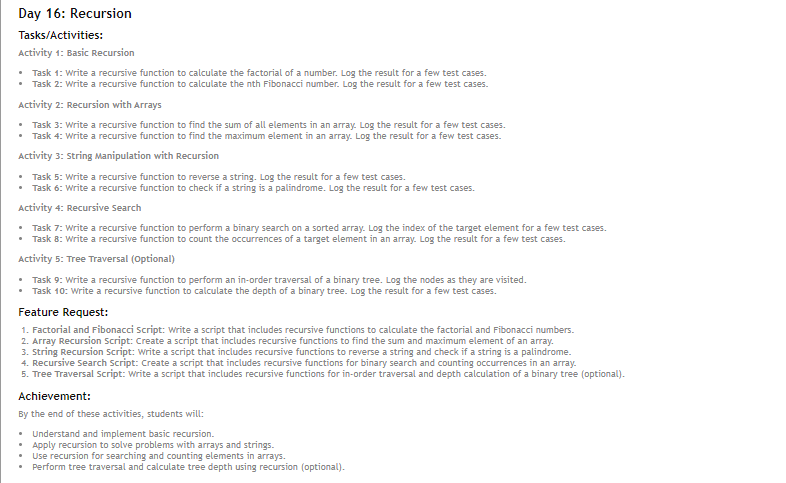 Day 16: Recursion
Tasks/Activities:
Activity 1: Basic Recursion
• Task 1: Write a recursive function to calculate the factorial of a number. Log the result for a few test cases.
• Task 2: Write a recursive function to calculate the nth Fibonacci number. Log the result for a few test cases.
Activity 2: Recursion with Arrays
• Task 3: Write a recursive function to find the sum of all elements in an array. Log the result for a few test cases.
• Task 4: Write a recursive function to find the maximum element in an array. Log the result for a few test cases.
Activity 3: String Manipulation with Recursion
• Task 5: Write a recursive function to reverse a string. Log the result for a few test cases.
• Task 6: Write a recursive function to check if a string is a palindrome. Log the result for a few test cases.
Activity 4: Recursive Search
• Task 7: Write a recursive function to perform a binary search on a sorted array. Log the index of the target element for a few test cases.
• Task 8: Write a recursive function to count the occurrences of a target element in an array. Log the result for a few test cases.
Activity 5: Tree Traversal (Optional)
• Task 9: Write a recursive function to perform an in-order traversal of a binary tree. Log the nodes as they are visited.
• Task 10: Write a recursive function to calculate the depth of a binary tree. Log the result for a few test cases.
Feature Request:
1. Factorial and Fibonacci Script: Write a script that includes recursive functions to calculate the factorial and Fibonacci numbers.
2. Array Recursion Script: Create a script that includes recursive functions to find the sum and maximum element of an array.
3. String Recursion Script: Write a script that includes recursive functions to reverse a string and check if a string is a palindrome.
4. Recursive Search Script: Create a script that includes recursive functions for binary search and counting occurrences in an array.
5. Tree Traversal Script: Write a script that includes recursive functions for in-order traversal and depth calculation of a binary tree (optional).
Achievement:
By the end of these activities, students will:
• Understand and implement basic recursion.
• Apply recursion to solve problems with arrays and strings.
• Use recursion for searching and counting elements in arrays.
• Perform tree traversal and calculate tree depth using recursion (optional).